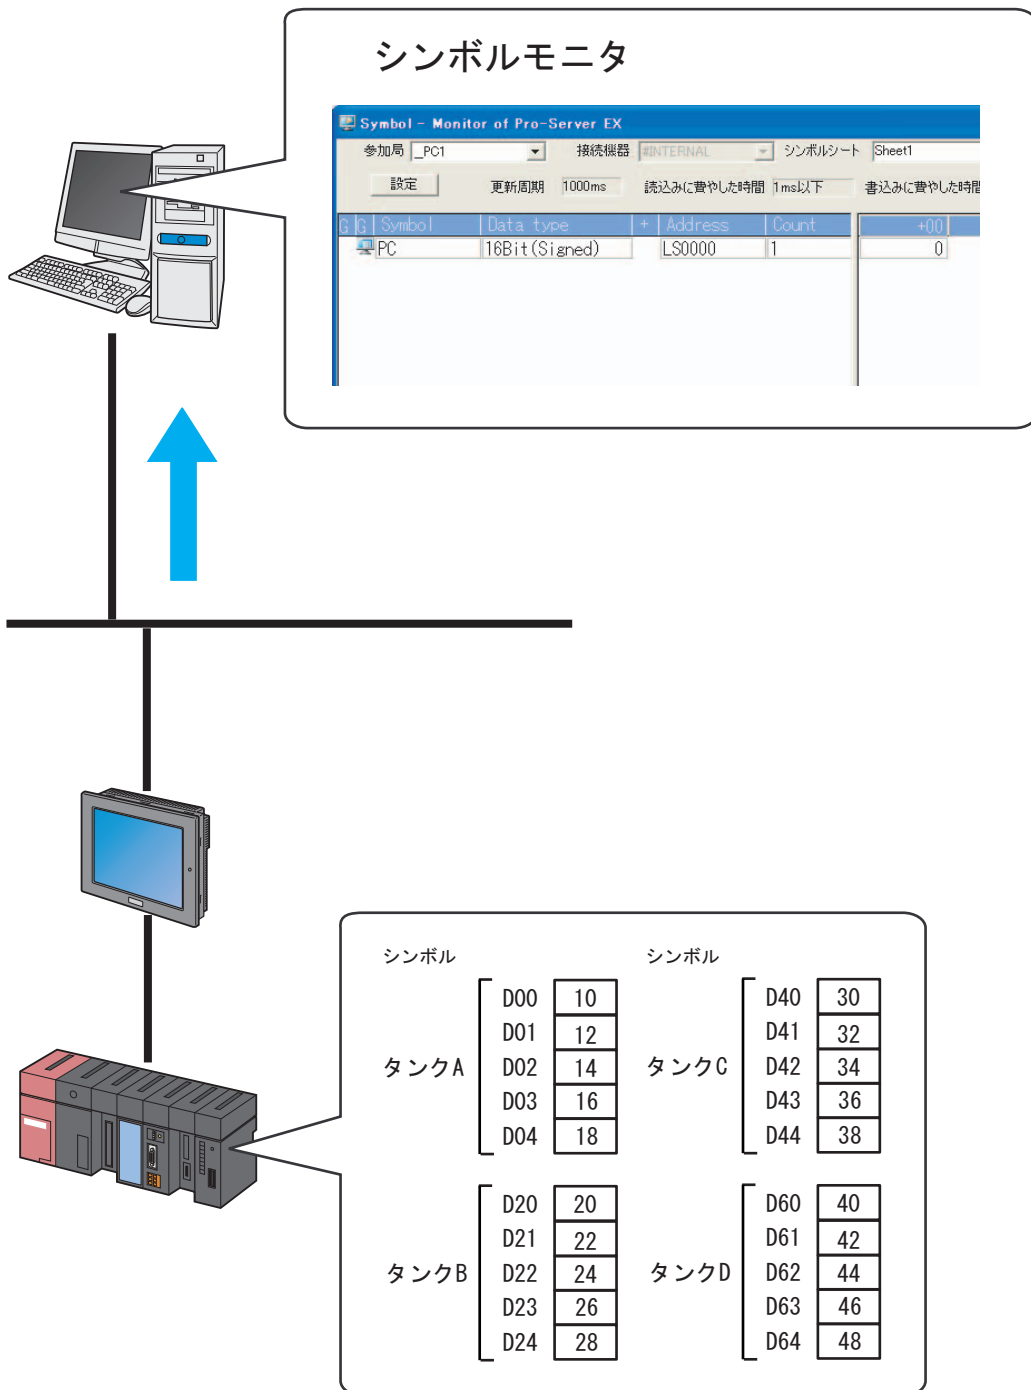 シンボルモニタ
Symbol - Monitor of Pro-Server EX
参加局 _PC1 接続機器 #INTERNAL シンボルシート Sheet1
設定 更新周期 1000ms 読込みに費やした時間 1ms以下 書込みに費やした時間
G G Symbol Data type + Address Count +00
PC 16Bit(Signed) LS0000 1 0
シンボル
タンクA
D00 10
D01 12
D02 14
D03 16
D04 18
シンボル
タンクC
D40 30
D41 32
D42 34
D43 36
D44 38
タンクB
D20 20
D21 22
D22 24
D23 26
D24 28
タンクD
D60 40
D61 42
D62 44
D63 46
D64 48